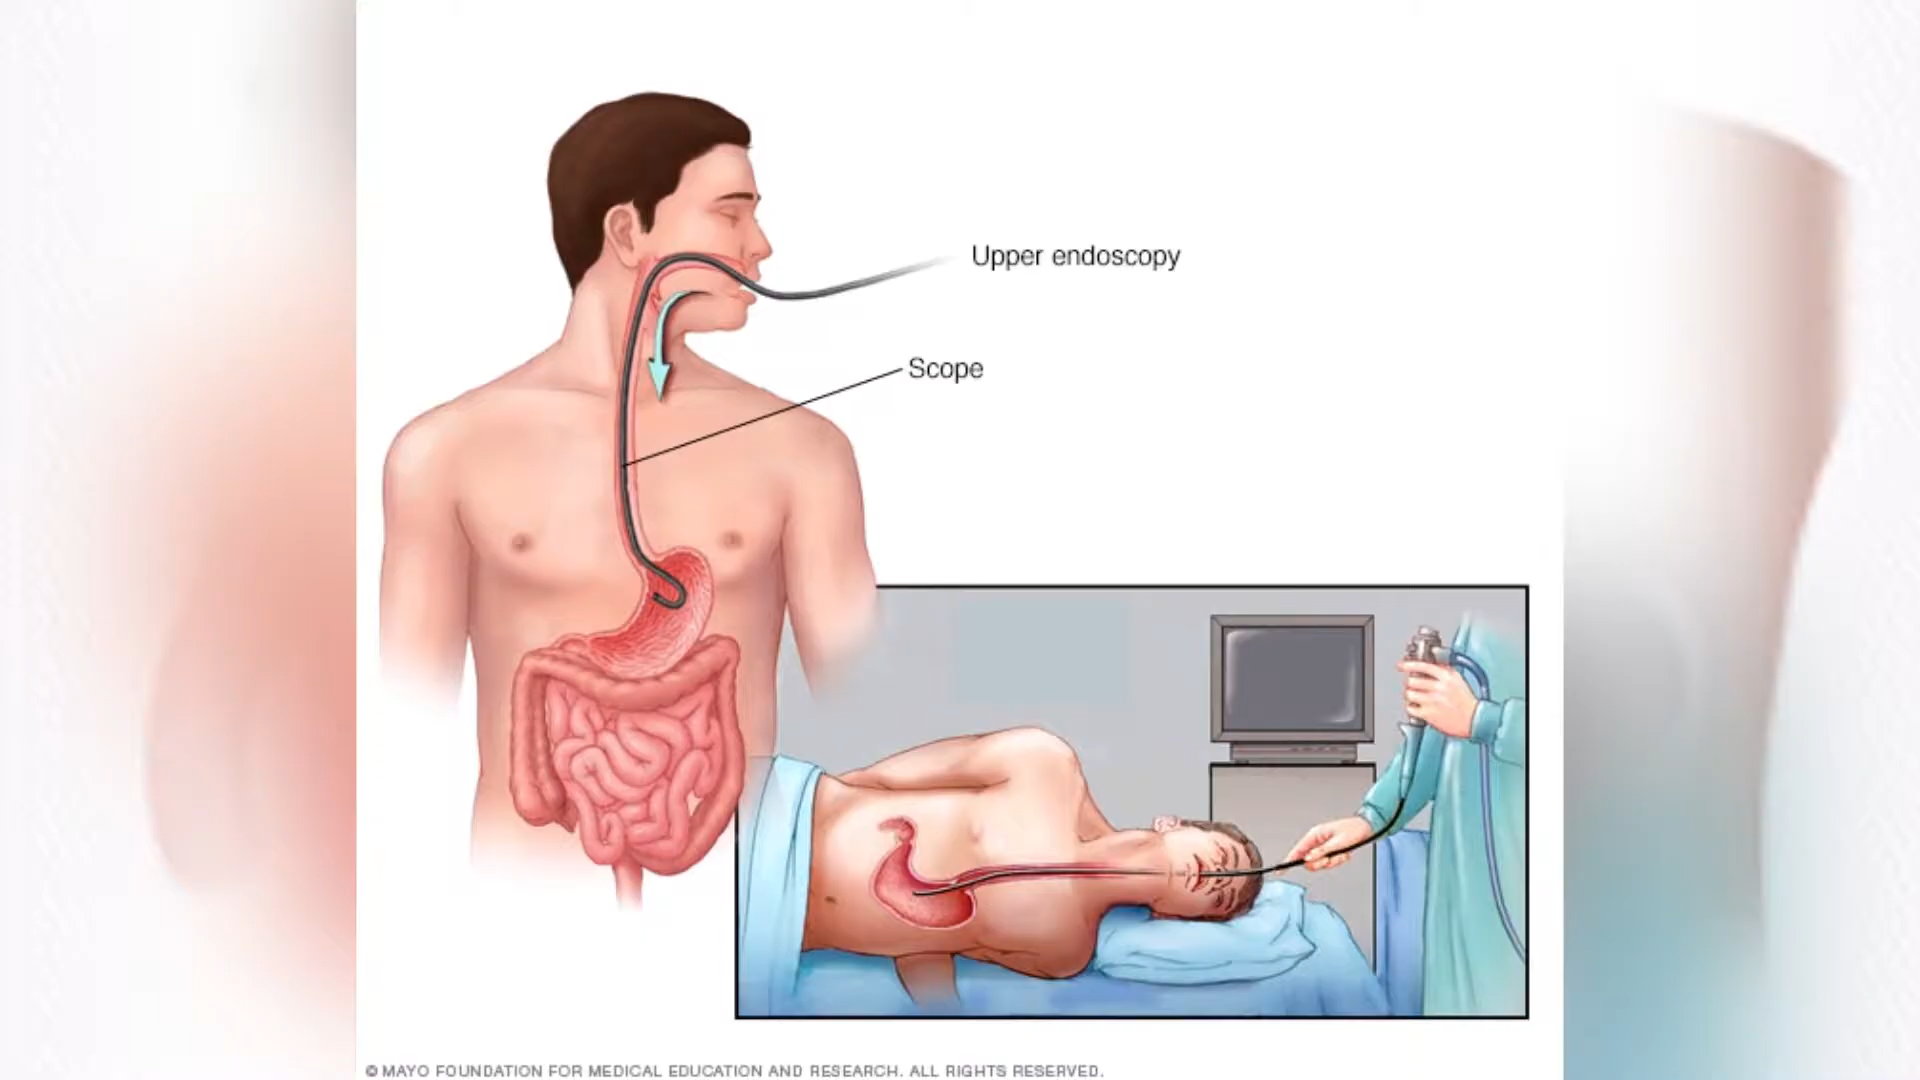 Upper endoscopy
Scope
© MAYO FOUNDATION FOR MEDICAL EDUCATION AND RESEARCH. ALL RIGHTS RESERVED.